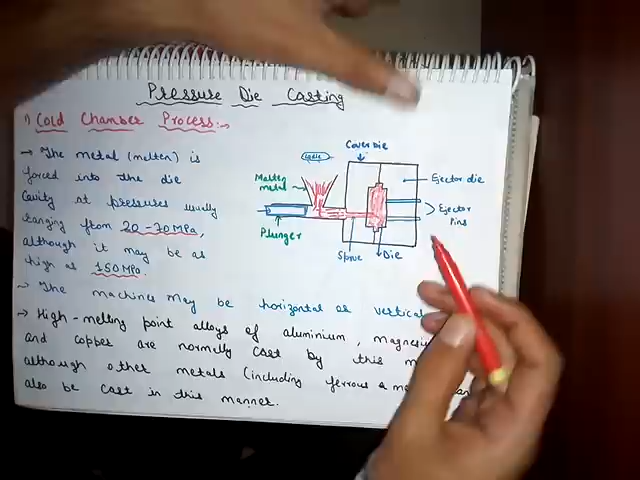 Pressure Die Casting
1) Cold Chamber Process:-
→ The metal (molten) is
forced into the die
Cavity at pressures usually
ranging from 20-70 MPa,
although it may be as
high as 150 MPa.
→ The machines may be horizontal or vertical
→ High-melting point alloys of aluminium, magnesiu
and copper are normally cast by this m
although other metals (including ferrous
also be cast in this manner.
Cover die
Ladle
Molten
metal
Ejector die
Ejector
Pins
Plunger
Sprue
Die